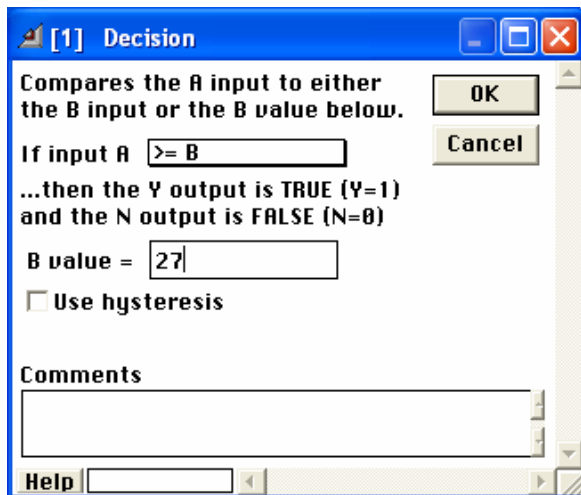 [1] Decision
Compares the A input to either
the B input or the B value below.
OK
Cancel
If input A >= B
...then the Y output is TRUE (Y=1)
and the N output is FALSE (N=0)
B value = 27
Use hysteresis
Comments
Help